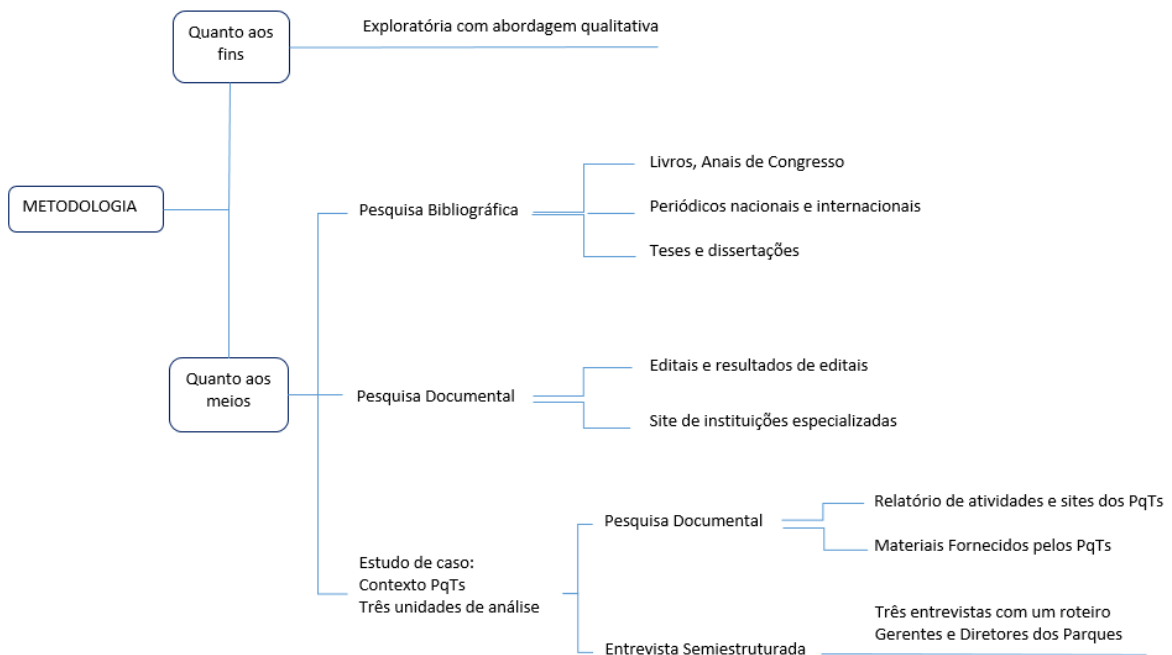 Quanto aos
fins
Exploratória com abordagem qualitativa
METODOLOGIA
Quanto aos
meios
Pesquisa Bibliográfica
Livros, Anais de Congresso
Periódicos nacionais e internacionais
Teses e dissertações
Pesquisa Documental
Editais e resultados de editais
Site de instituições especializadas
Estudo de caso:
Contexto PqTs
Três unidades de análise
Pesquisa Documental
Relatório de atividades e sites dos PqTs
Materiais Fornecidos pelos PqTs
Entrevista Semiestruturada
Três entrevistas com um roteiro
Gerentes e Diretores dos Parques